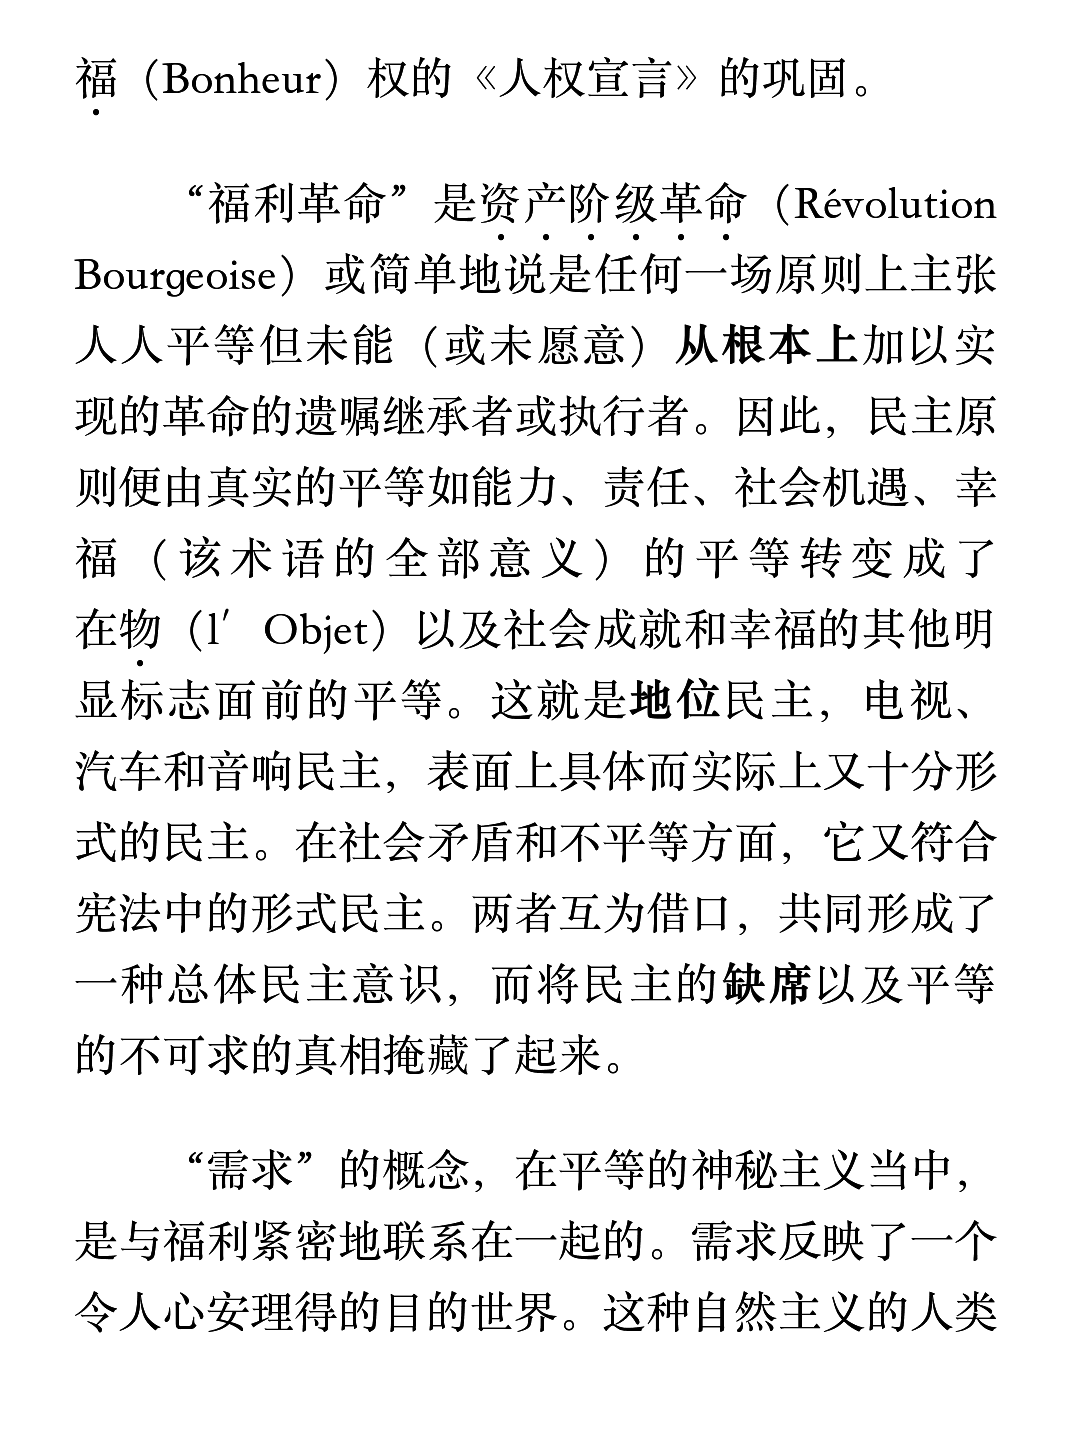 福（Bonheur）权的《人权宣言》的巩固。
“福利革命”是资产阶级革命（Révolution
Bourgeoise）或简单地说是任何一场原则上主张
人人平等但未能（或未愿意）从根本上加以实
现的革命的遗嘱继承者或执行者。因此，民主原
则便由真实的平等如能力、责任、社会机遇、幸
福（该术语的全部意义）的平等转变成了
在物（l′Objet）以及社会成就和幸福的其他明
显标志面前的平等。这就是地位民主，电视、
汽车和音响民主，表面上具体而实际上又十分形
式的民主。在社会矛盾和不平等方面，它又符合
宪法中的形式民主。两者互为借口，共同形成了
一种总体民主意识，而将民主的缺席以及平等
的不可求的真相掩藏了起来。
“需求”的概念，在平等的神秘主义当中，
是与福利紧密地联系在一起的。需求反映了一个
令人心安理得的目的世界。这种自然主义的人类